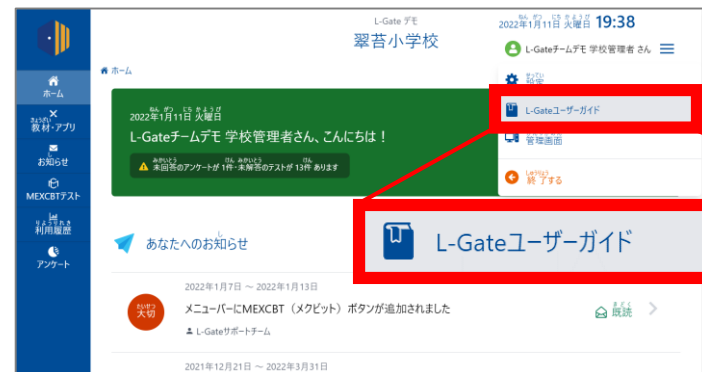 L-Gate デモ
翠苔小学校
2022年1月11日 火曜日 19:38
L-Gateチームデモ 学校管理者 さん
ホーム
ホーム
教材・アプリ
お知らせ
MEXCBTテスト
利用履歴
アンケート
設定
L-Gateユーザーガイド
管理画面
終了する
2022年1月11日 火曜日
L-Gateチームデモ 学校管理者さん、こんにちは！
未回答のアンケートが 1件・未解答のテストが 13件 あります
L-Gateユーザーガイド
あなたへのお知らせ
2022年1月7日 ～ 2022年1月13日
大切
メニューバーにMEXCBT（メクビット）ボタンが追加されました
既読
L-Gateサポートチーム
2021年12月21日 ～ 2022年3月31日